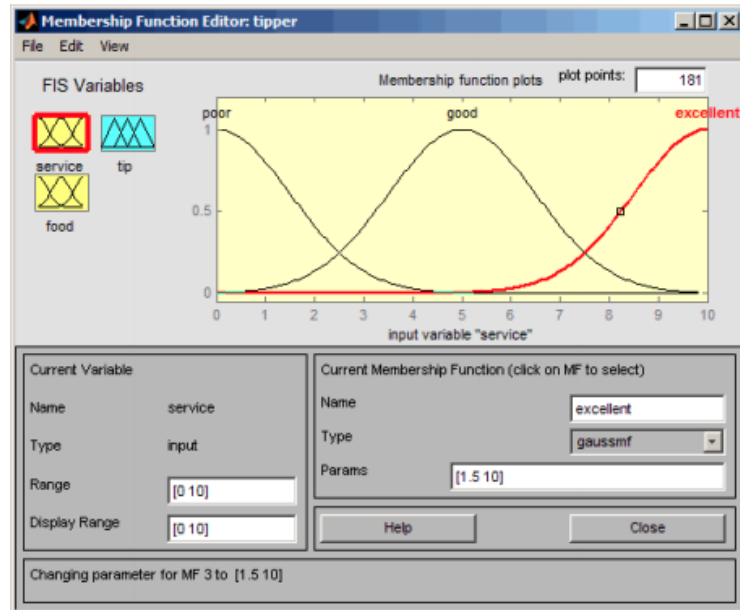 Membership Function Editor: tipper
File Edit View
FIS Variables
Membership function plots plot points: 181
service
tip
food
poor good excellent
1
0.5
0
0 1 2 3 4 5 6 7 8 9 10
input variable "service"
Current Variable
Name service
Type input
Range [0 10]
Display Range [0 10]
Current Membership Function (click on MF to select)
Name excellent
Type gaussmf
Params [1.5 10]
Help Close
Changing parameter for MF 3 to [1.5 10]